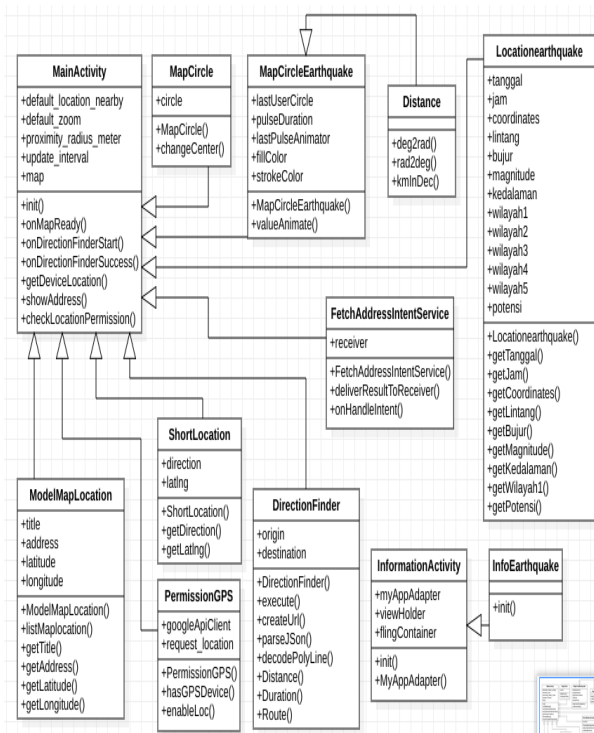 MainActivity
+default_location_nearby
+default_zoom
+proximity_radius_meter
+update_interval
+map
+init()
+onMapReady()
+onDirectionFinderStart()
+onDirectionFinderSuccess()
+getDeviceLocation()
+showAddress()
+checkLocationPermission()
MapCircle
+circle
+MapCircle()
+changeCenter()
MapCircleEarthquake
+lastUserCircle
+pulseDuration
+lastPulseAnimator
+fillColor
+strokeColor
+MapCircleEarthquake()
+valueAnimate()
Distance
+deg2rad()
+rad2deg()
+kmInDec()
Locationearthquake
+tanggal
+jam
+coordinates
+lintang
+bujur
+magnitude
+kedalaman
+wilayah1
+wilayah2
+wilayah3
+wilayah4
+wilayah5
+potensi
+Locationearthquake()
+getTanggal()
+getJam()
+getCoordinates()
+getLintang()
+getBujur()
+getMagnitude()
+getKedalaman()
+getWilayah1()
+getPotensi()
FetchAddressIntentService
+receiver
+FetchAddressIntentService()
+deliverResultToReceiver()
+onHandleIntent()
ShortLocation
+direction
+latlng
+ShortLocation()
+getDirection()
+getLatlng()
ModelMapLocation
+title
+address
+latitude
+longitude
+ModelMapLocation()
+listMaplocation()
+getTitle()
+getAddress()
+getLatitude()
+getLongitude()
PermissionGPS
+googleApiClient
+request_location
+PermissionGPS()
+hasGPSDevice()
+enableLoc()
DirectionFinder
+origin
+destination
+DirectionFinder()
+execute()
+createUrl()
+parseJSon()
+decodePolyLine()
+Distance()
+Duration()
+Route()
InformationActivity
+myAppAdapter
+viewHolder
+flingContainer
+init()
+MyAppAdapter()
InfoEarthquake
+init()